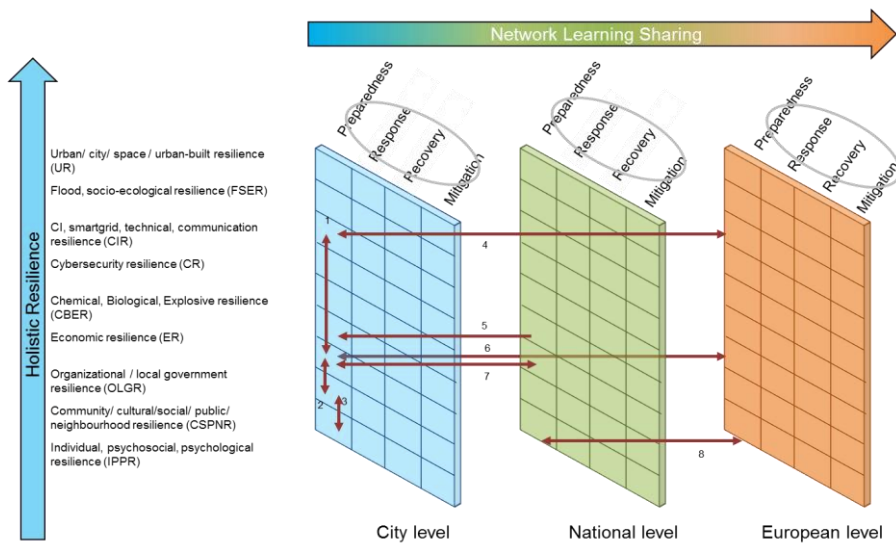 Network Learning Sharing
Holistic Resilience
Preparedness
Response
Recovery
Mitigation
Preparedness
Response
Recovery
Mitigation
Preparedness
Response
Recovery
Mitigation
Urban/ city/ space / urban-built resilience
(UR)
Flood, socio-ecological resilience (FSER)
CI, smartgrid, technical, communication
resilience (CIR)
Cybersecurity resilience (CR)
Chemical, Biological, Explosive resilience
(CBER)
Economic resilience (ER)
Organizational / local government
resilience (OLGR)
Community/ cultural/social/ public/
neighbourhood resilience (CSPNR)
Individual, psychosocial, psychological
resilience (IPPR)
1
4
5
6
7
2
3
8
City level
National level
European level